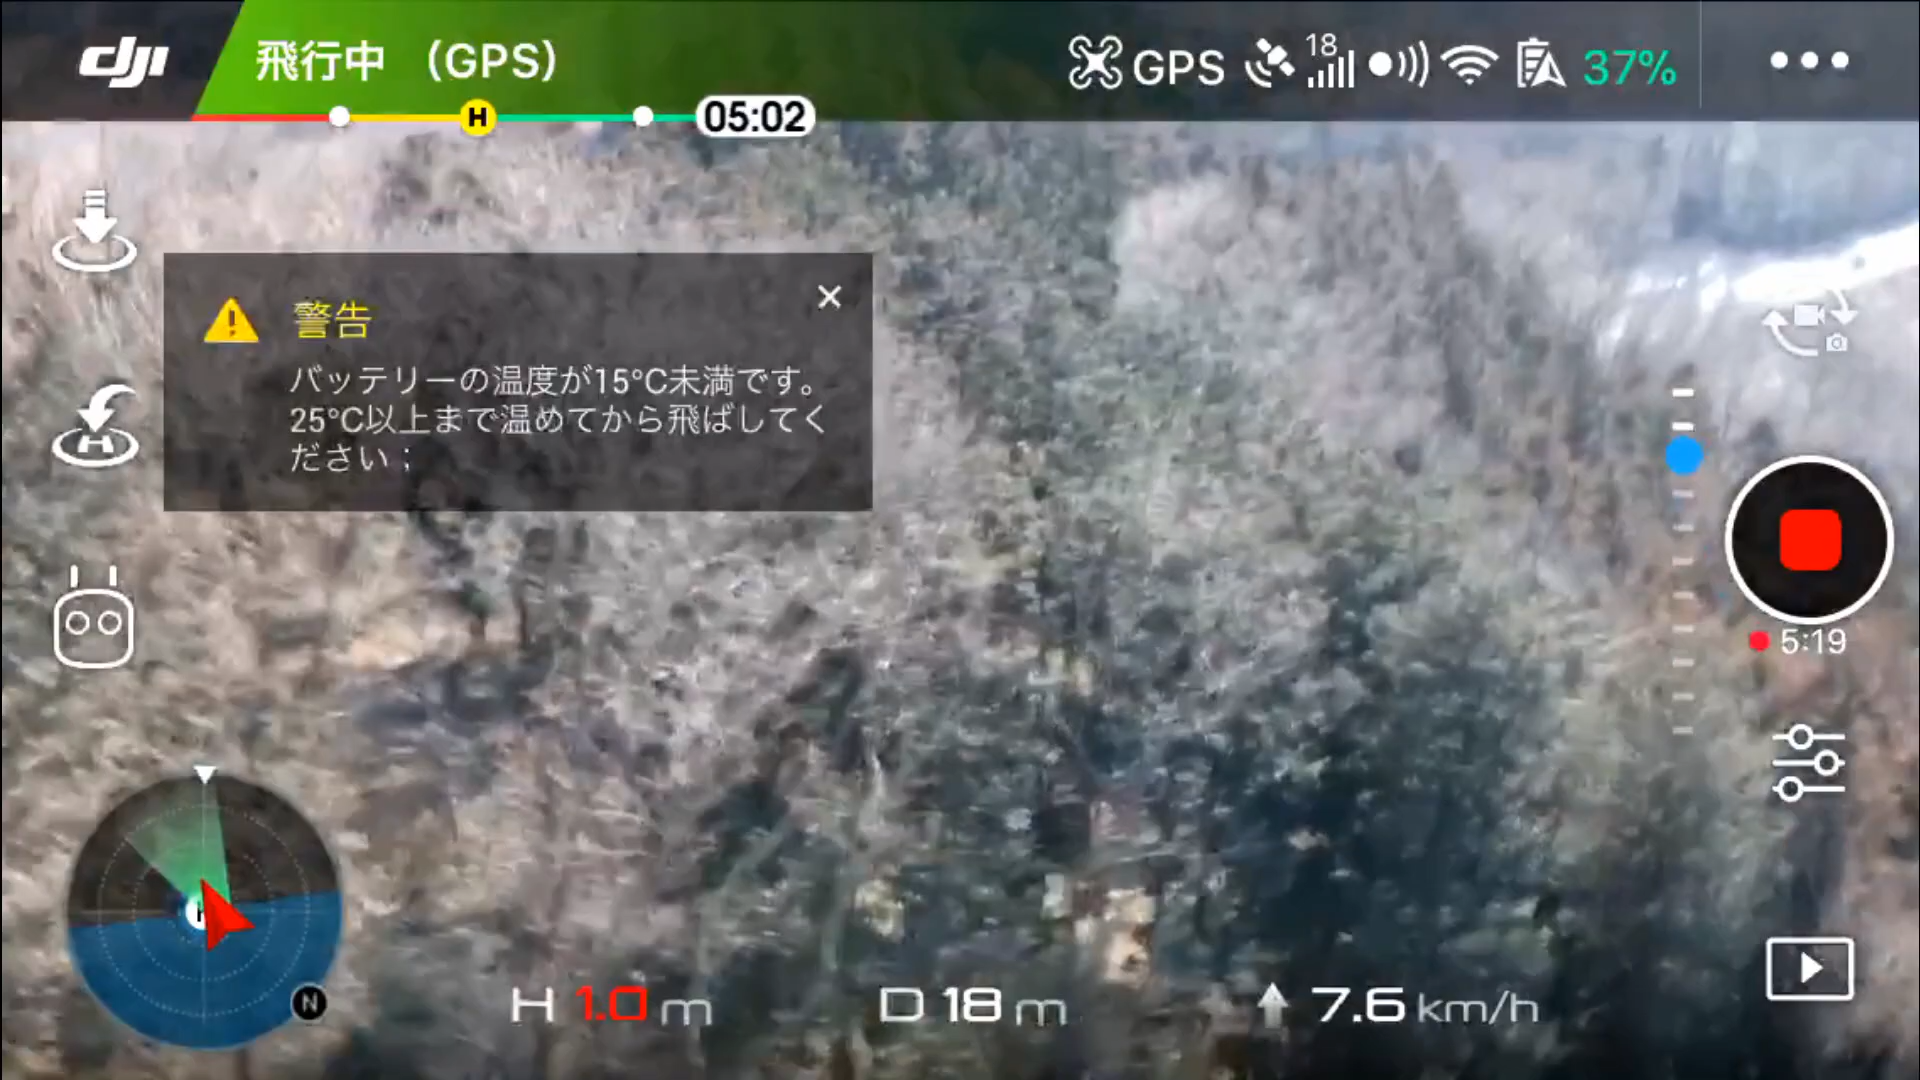 dji
飛行中 (GPS)
GPS
18
37%
H
05:02
警告
バッテリーの温度が15°C未満です。
25°C以上まで温めてから飛ばしてく
ださい;
H
5:19
H
N
H 1.0 m
D 18 m
7.6 km/h